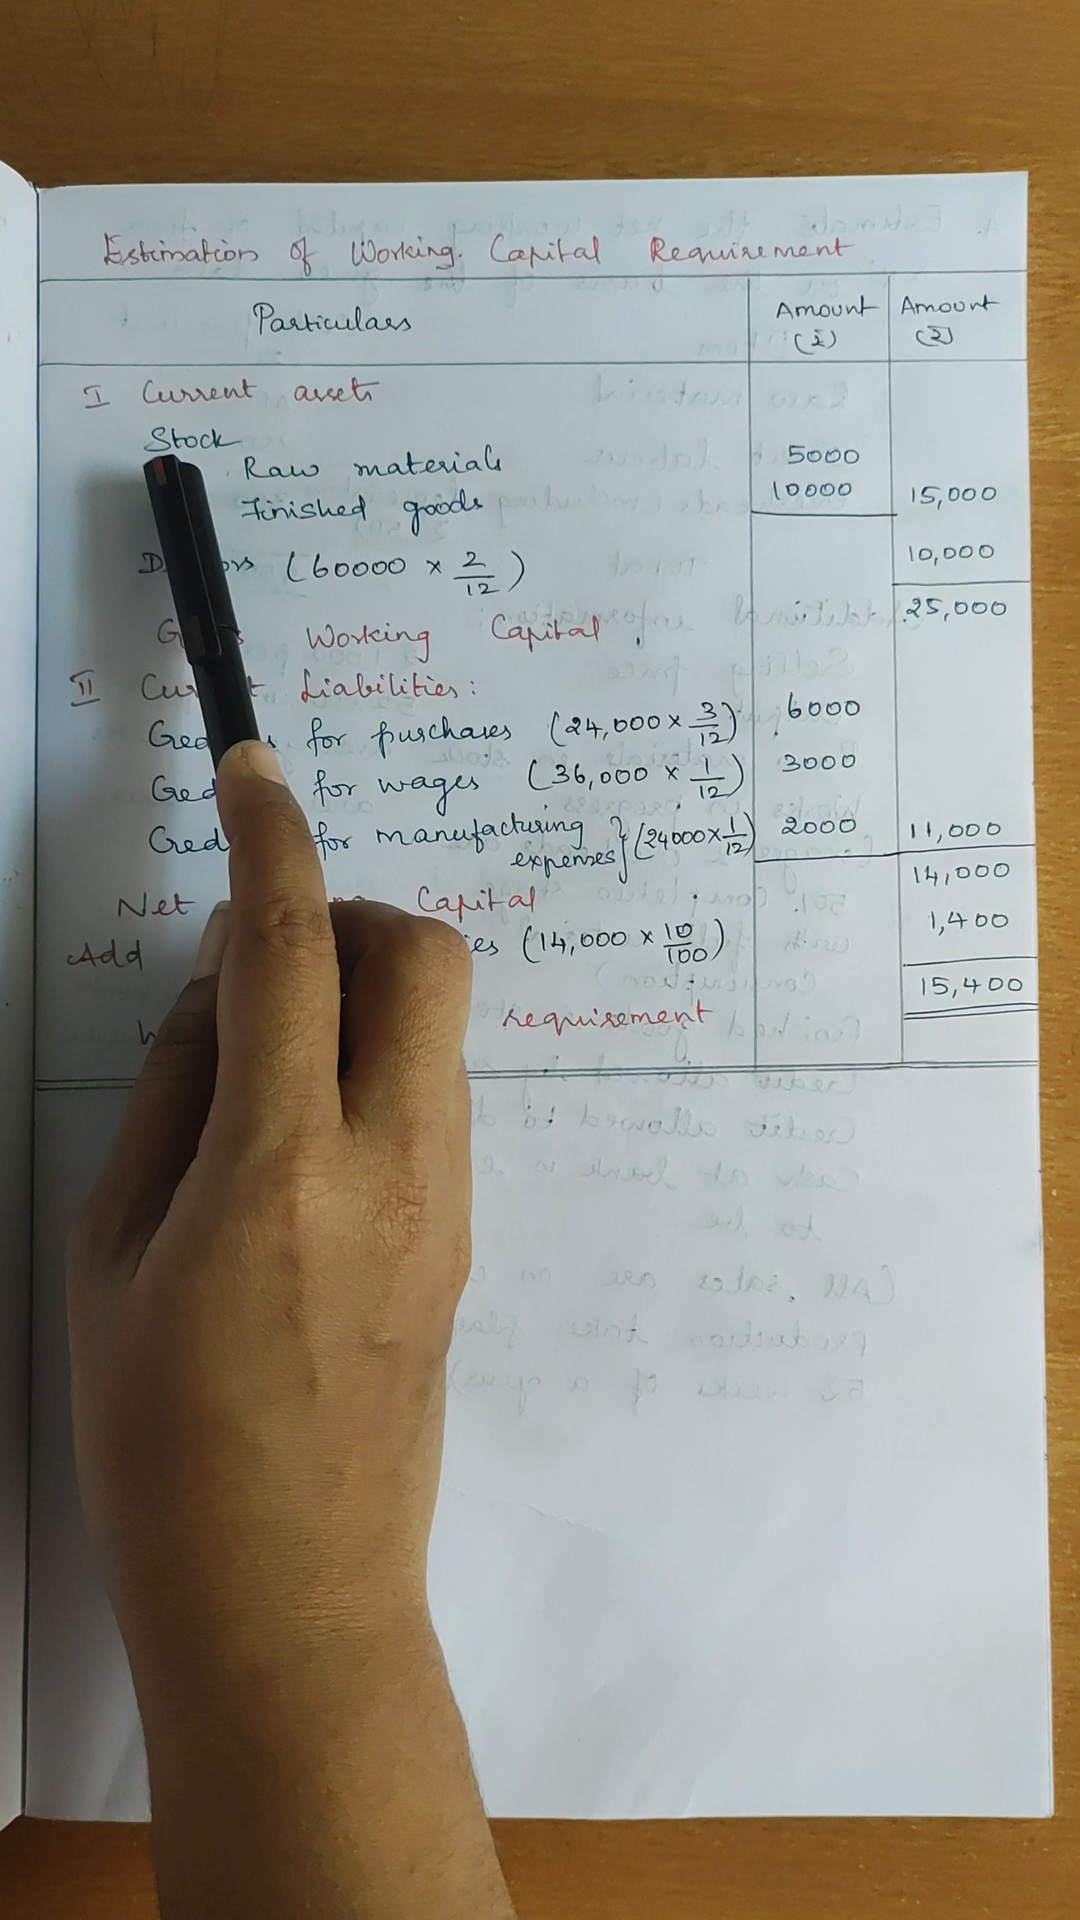 Estimation of Working Capital Requirement
Particulars Amount (₹) Amount (₹)
I Current assets
Stock
Raw materials 5000
Finished goods 10000 15,000
(60000 × 2/12) 10,000
Working Capital 25,000
II Liabilities:
for purchases (24,000 × 3/12) 6000
for wages (36,000 × 1/12) 3000
for manufacturing expenses } (24000 × 1/12) 2000 11,000
Net Capital 14,000
Add (14,000 × 10/100) 1,400
requirement 15,400